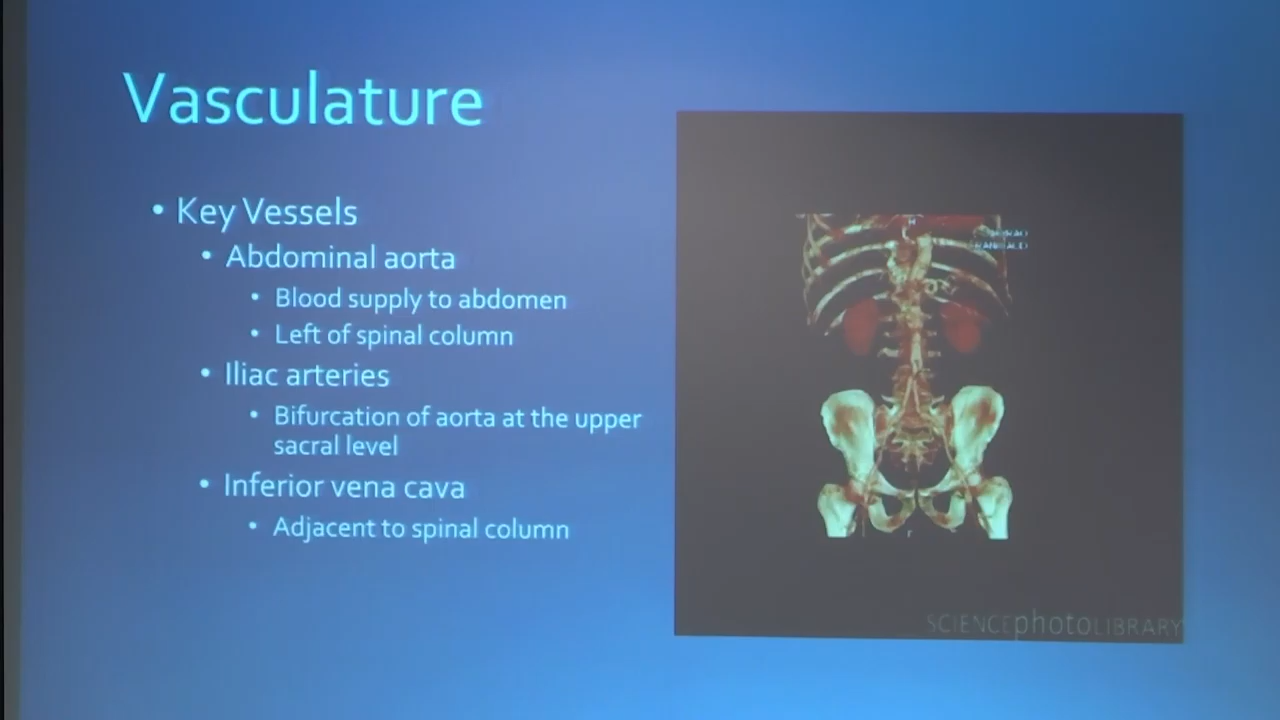 Vasculature
• Key Vessels
• Abdominal aorta
• Blood supply to abdomen
• Left of spinal column
• Iliac arteries
• Bifurcation of aorta at the upper
sacral level
• Inferior vena cava
• Adjacent to spinal column
SCIENCEphotoLIBRARY